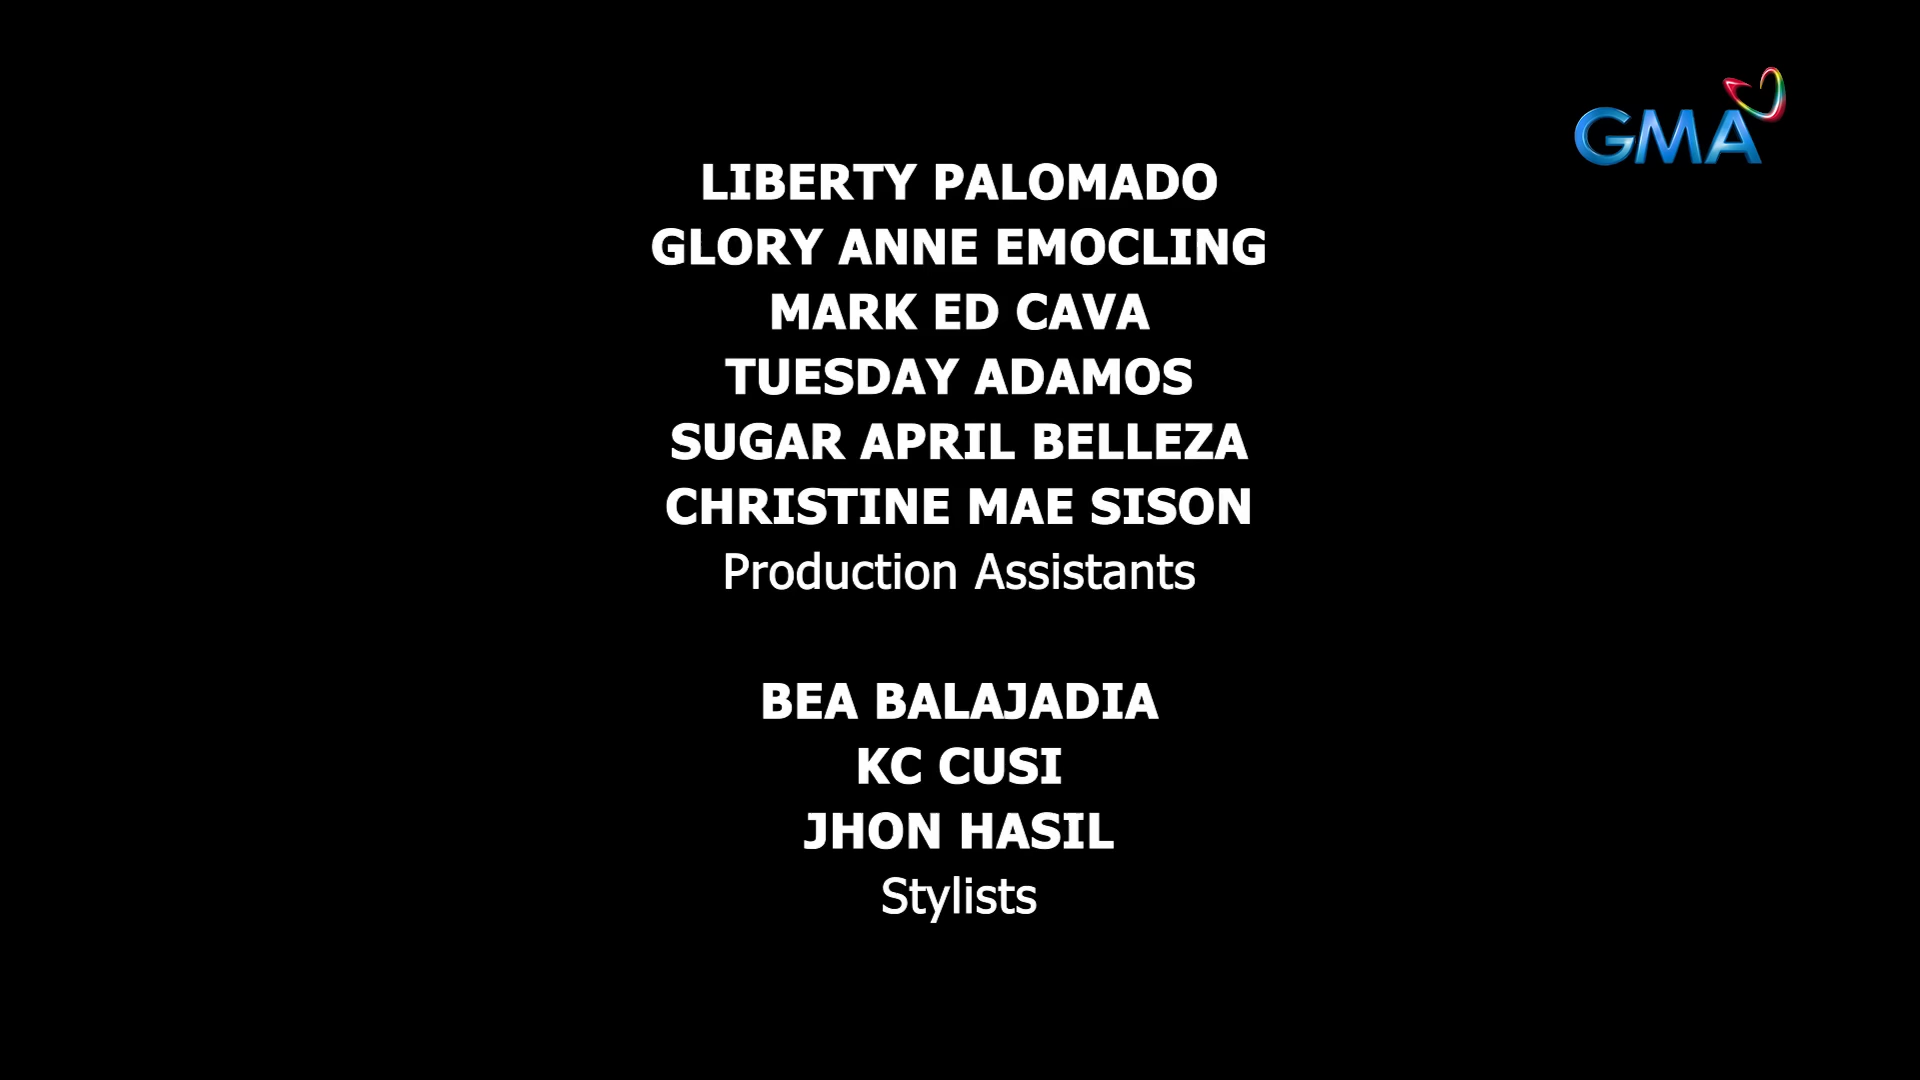 GMA
LIBERTY PALOMADO
GLORY ANNE EMOCLING
MARK ED CAVA
TUESDAY ADAMOS
SUGAR APRIL BELLEZA
CHRISTINE MAE SISON
Production Assistants
BEA BALAJADIA
KC CUSI
JHON HASIL
Stylists